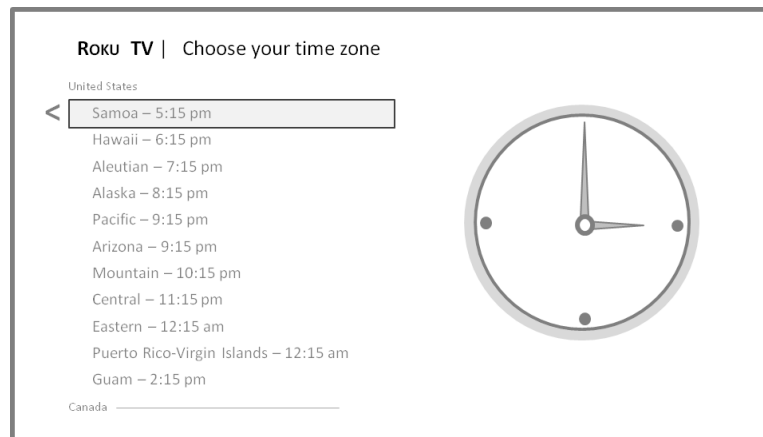 ROKU TV | Choose your time zone
United States
<
Samoa – 5:15 pm
Hawaii – 6:15 pm
Aleutian – 7:15 pm
Alaska – 8:15 pm
Pacific – 9:15 pm
Arizona – 9:15 pm
Mountain – 10:15 pm
Central – 11:15 pm
Eastern – 12:15 am
Puerto Rico-Virgin Islands – 12:15 am
Guam – 2:15 pm
Canada